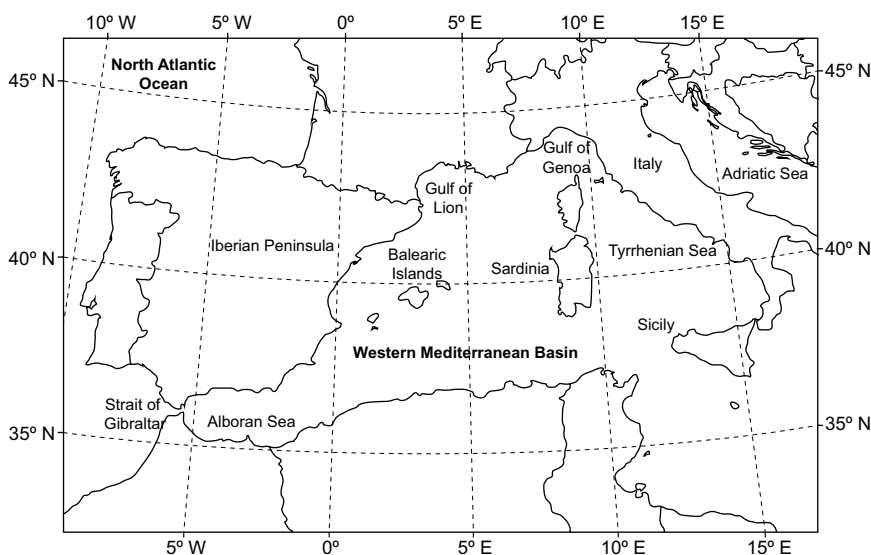 10º W
5º W
0º
5º E
10º E
15º E
45º N
45º N
North Atlantic
Ocean
Gulf of
Genoa
Italy
Adriatic Sea
Gulf of
Lion
Iberian Peninsula
Balearic
Islands
Sardinia
Tyrrhenian Sea
40º N
40º N
Sicily
Western Mediterranean Basin
Strait of
Gibraltar
Alboran Sea
35º N
35º N
5º W
0º
5º E
10º E
15º E